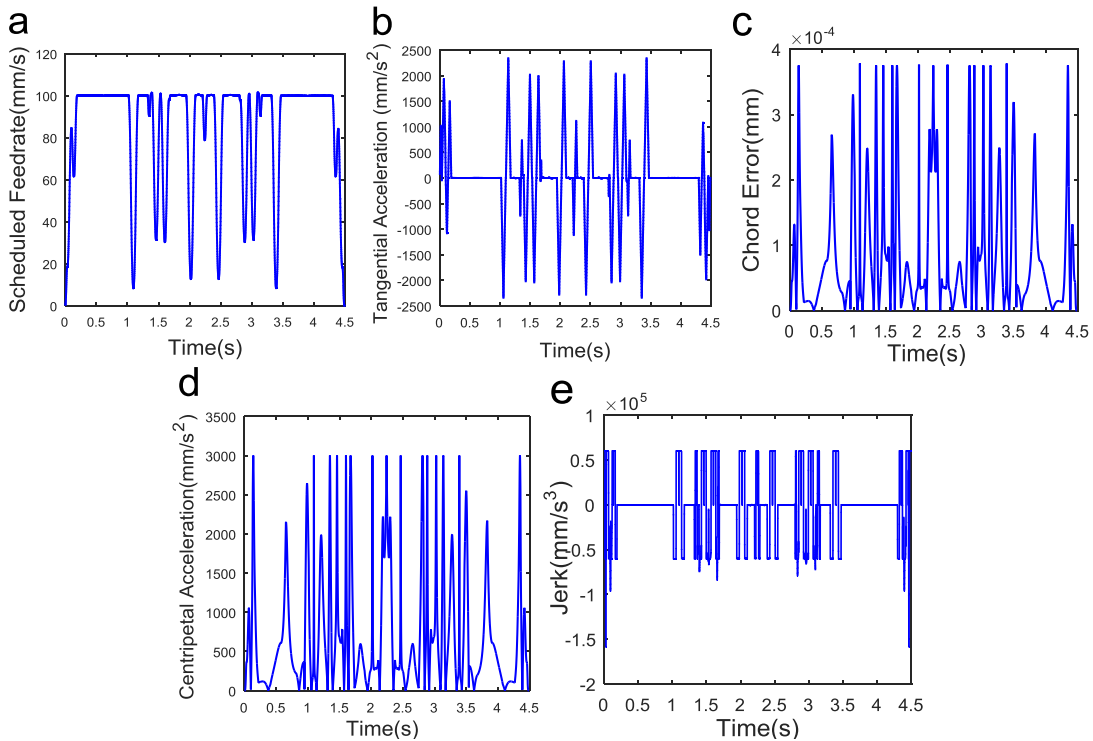 a
Scheduled Feedrate(mm/s)
120
100
80
60
40
20
0
0 0.5 1 1.5 2 2.5 3 3.5 4 4.5
Time(s)
b
Tangential Acceleration (mm/s²)
2500
2000
1500
1000
500
0
-500
-1000
-1500
-2000
-2500
0 0.5 1 1.5 2 2.5 3 3.5 4 4.5
Time(s)
c
×10⁻⁴
Chord Error(mm)
4
3
2
1
0
0 0.5 1 1.5 2 2.5 3 3.5 4 4.5
Time(s)
d
Centripetal Acceleration(mm/s²)
3500
3000
2500
2000
1500
1000
500
0
0 0.5 1 1.5 2 2.5 3 3.5 4 4.5
Time(s)
e
×10⁵
Jerk(mm/s³)
1
0.5
0
-0.5
-1
-1.5
-2
0 0.5 1 1.5 2 2.5 3 3.5 4 4.5
Time(s)